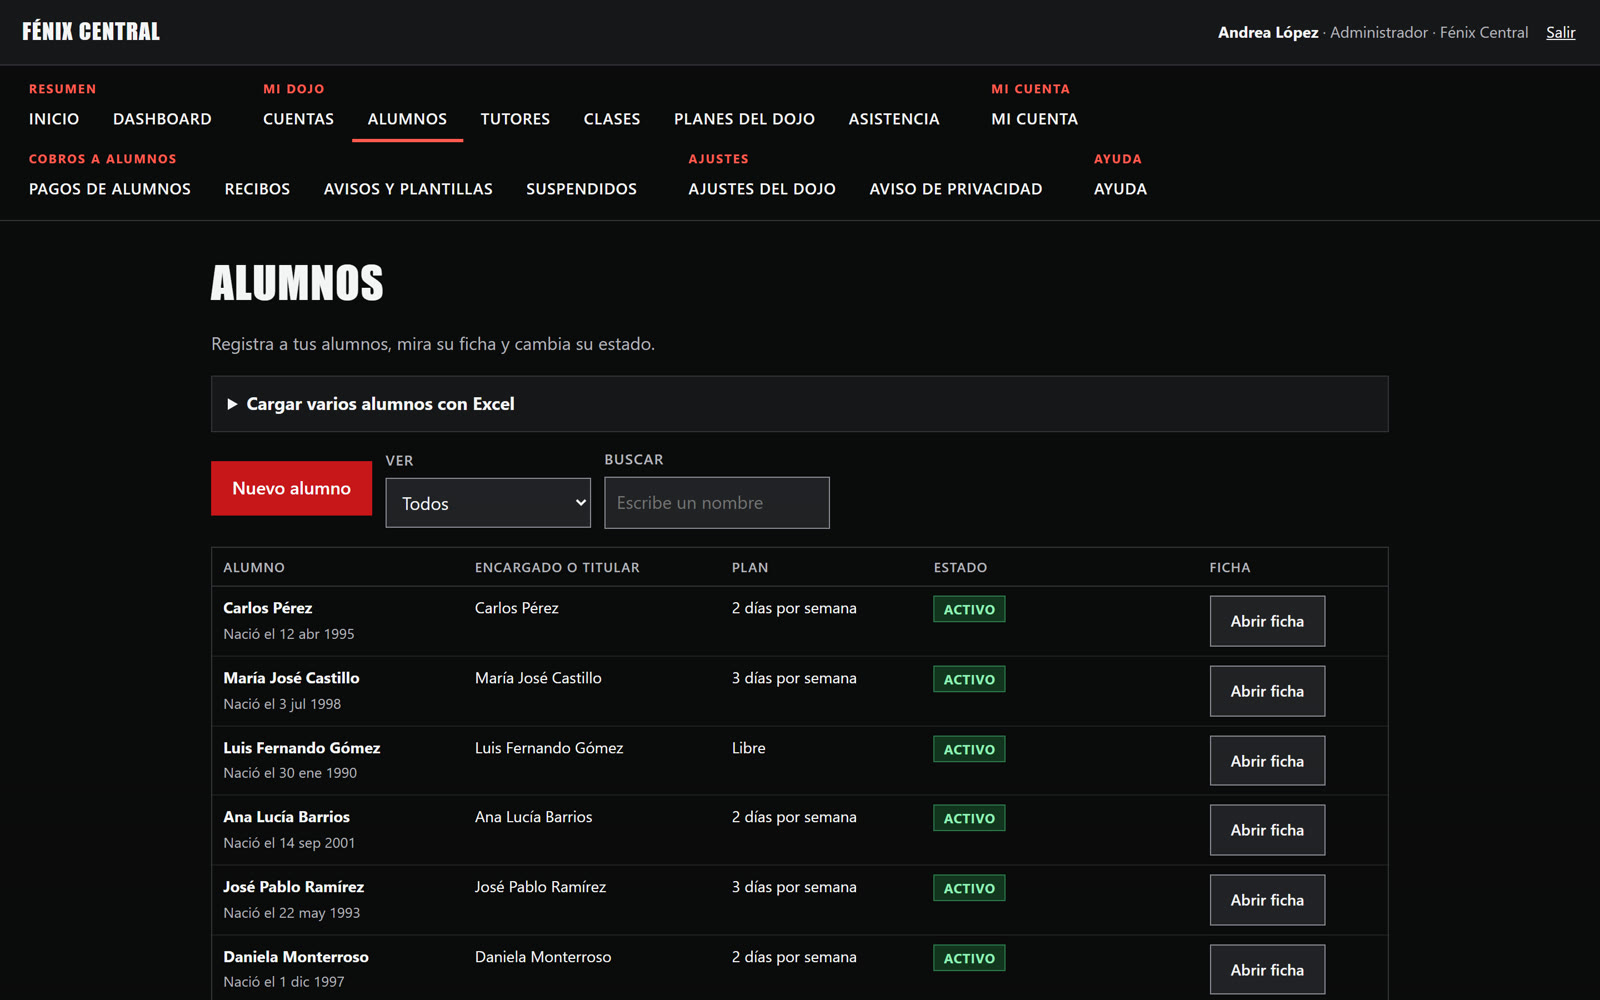 FÉNIX CENTRAL
Andrea López · Administrador · Fénix Central Salir
RESUMEN
INICIO DASHBOARD
MI DOJO
CUENTAS ALUMNOS TUTORES CLASES PLANES DEL DOJO ASISTENCIA
MI CUENTA
MI CUENTA
COBROS A ALUMNOS
PAGOS DE ALUMNOS RECIBOS AVISOS Y PLANTILLAS SUSPENDIDOS
AJUSTES
AJUSTES DEL DOJO AVISO DE PRIVACIDAD
AYUDA
AYUDA
ALUMNOS
Registra a tus alumnos, mira su ficha y cambia su estado.
Cargar varios alumnos con Excel
Nuevo alumno
VER
Todos
BUSCAR
Escribe un nombre
ALUMNO ENCARGADO O TITULAR PLAN ESTADO FICHA
Carlos Pérez Carlos Pérez 2 días por semana ACTIVO Abrir ficha
Nació el 12 abr 1995
María José Castillo María José Castillo 3 días por semana ACTIVO Abrir ficha
Nació el 3 jul 1998
Luis Fernando Gómez Luis Fernando Gómez Libre ACTIVO Abrir ficha
Nació el 30 ene 1990
Ana Lucía Barrios Ana Lucía Barrios 2 días por semana ACTIVO Abrir ficha
Nació el 14 sep 2001
José Pablo Ramírez José Pablo Ramírez 3 días por semana ACTIVO Abrir ficha
Nació el 22 may 1993
Daniela Monterroso Daniela Monterroso 2 días por semana ACTIVO Abrir ficha
Nació el 1 dic 1997